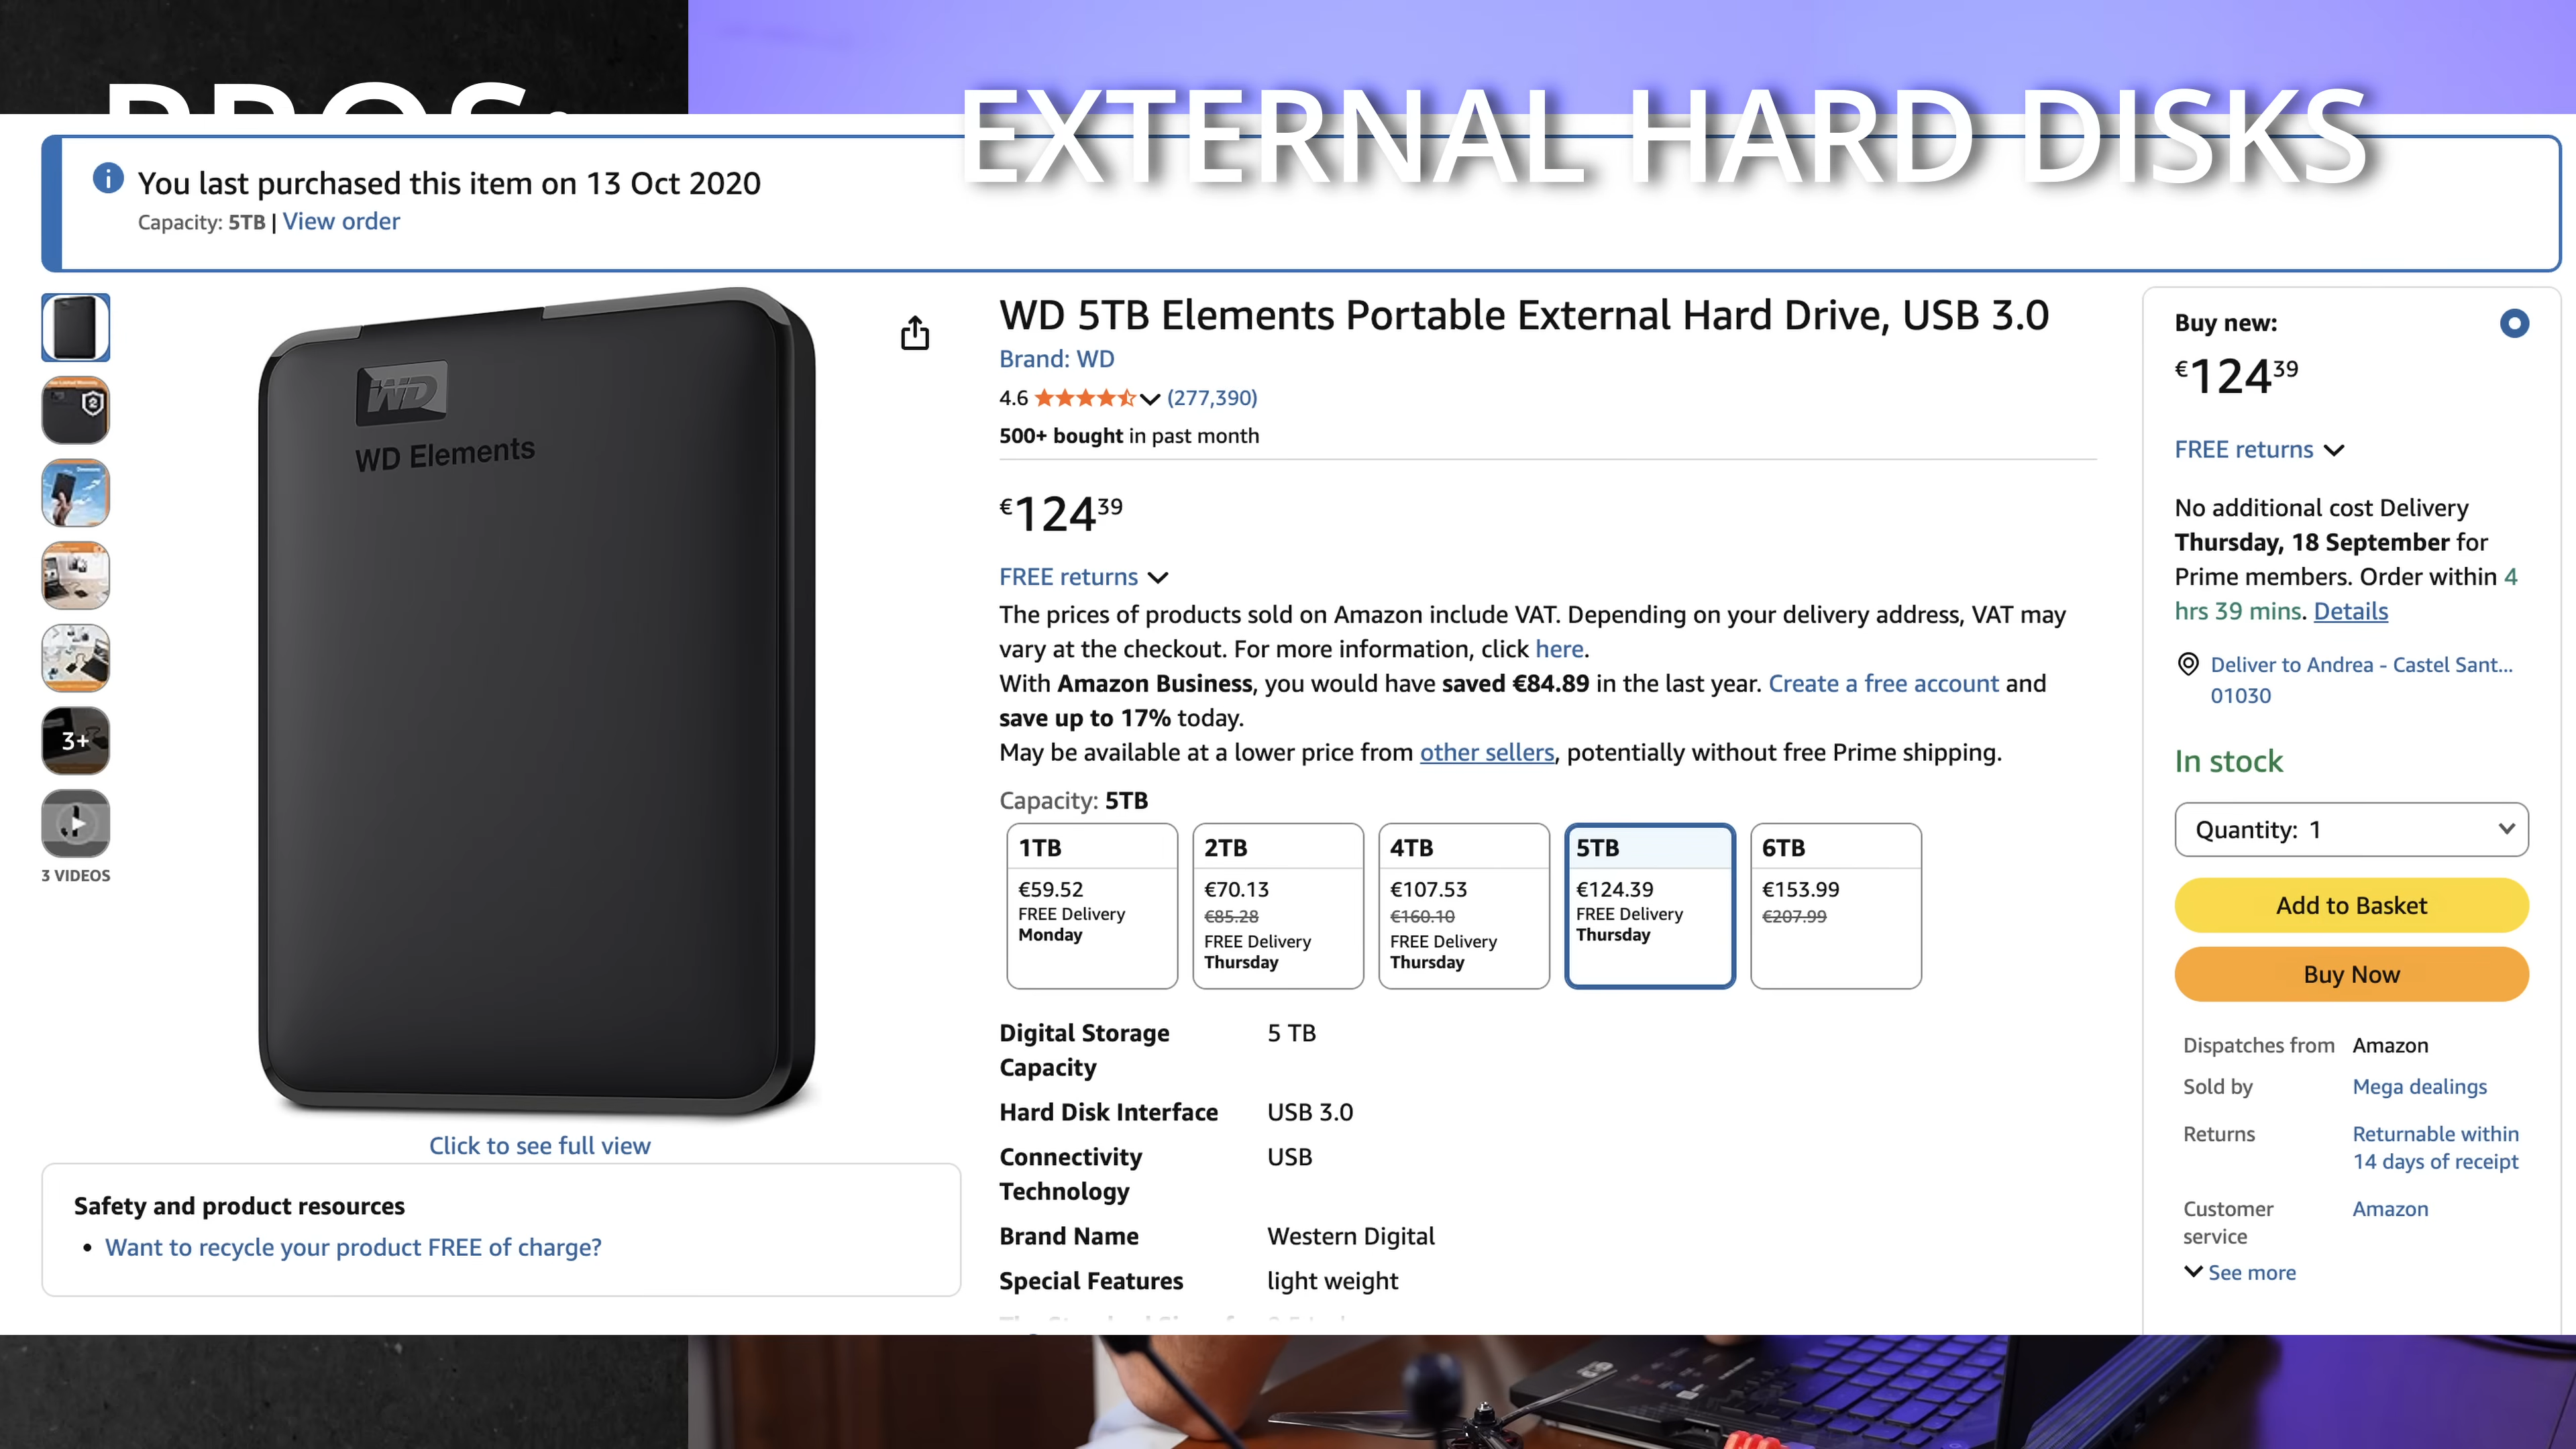 PROS:
EXTERNAL HARD DISKS
You last purchased this item on 13 Oct 2020
Capacity: 5TB | View order
WD
WD Elements
3+
3 VIDEOS
Click to see full view
Safety and product resources
• Want to recycle your product FREE of charge?
WD 5TB Elements Portable External Hard Drive, USB 3.0
Brand: WD
4.6 (277,390)
500+ bought in past month
€124 39
FREE returns
The prices of products sold on Amazon include VAT. Depending on your delivery address, VAT may
vary at the checkout. For more information, click here.
With Amazon Business, you would have saved €84.89 in the last year. Create a free account and
save up to 17% today.
May be available at a lower price from other sellers, potentially without free Prime shipping.
Capacity: 5TB
1TB
€59.52
FREE Delivery
Monday
2TB
€70.13
€85.28
FREE Delivery
Thursday
4TB
€107.53
€160.10
FREE Delivery
Thursday
5TB
€124.39
FREE Delivery
Thursday
6TB
€153.99
€207.99
Digital Storage 5 TB
Capacity
Hard Disk Interface USB 3.0
Connectivity USB
Technology
Brand Name Western Digital
Special Features light weight
Buy new:
€124 39
FREE returns
No additional cost Delivery
Thursday, 18 September for
Prime members. Order within 4
hrs 39 mins. Details
Deliver to Andrea - Castel Sant...
01030
In stock
Quantity: 1
Add to Basket
Buy Now
Dispatches from Amazon
Sold by Mega dealings
Returns Returnable within
14 days of receipt
Customer Amazon
service
See more